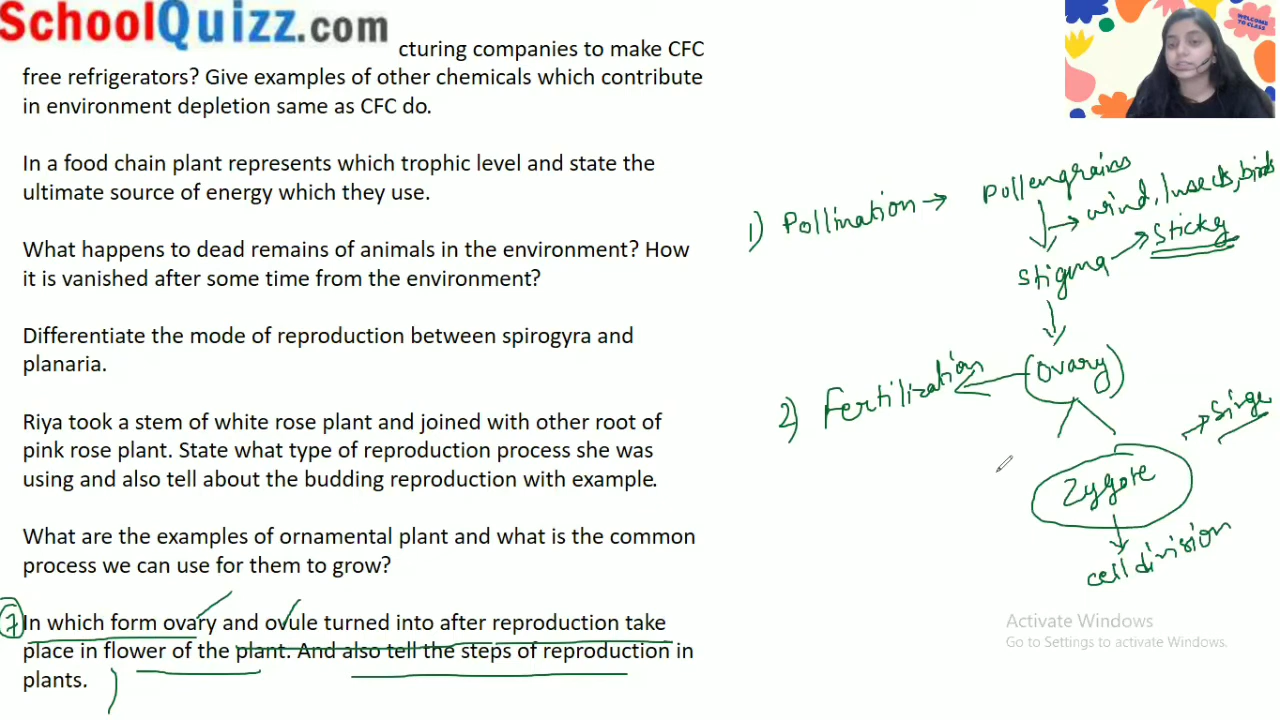 SchoolQuizz.com
cturing companies to make CFC
free refrigerators? Give examples of other chemicals which contribute
in environment depletion same as CFC do.
In a food chain plant represents which trophic level and state the
ultimate source of energy which they use.
What happens to dead remains of animals in the environment? How
it is vanished after some time from the environment?
Differentiate the mode of reproduction between spirogyra and
planaria.
Riya took a stem of white rose plant and joined with other root of
pink rose plant. State what type of reproduction process she was
using and also tell about the budding reproduction with example.
What are the examples of ornamental plant and what is the common
process we can use for them to grow?
7 In which form ovary and ovule turned into after reproduction take
place in flower of the plant. And also tell the steps of reproduction in
plants.
WELCOME
TO CLASS
1) Pollination → Pollengrains
→ wind, Insects, birds
Stigma → Sticky
(Ovary)
2) Fertilization
Zygote
cell division
Activate Windows
Go to Settings to activate Windows.